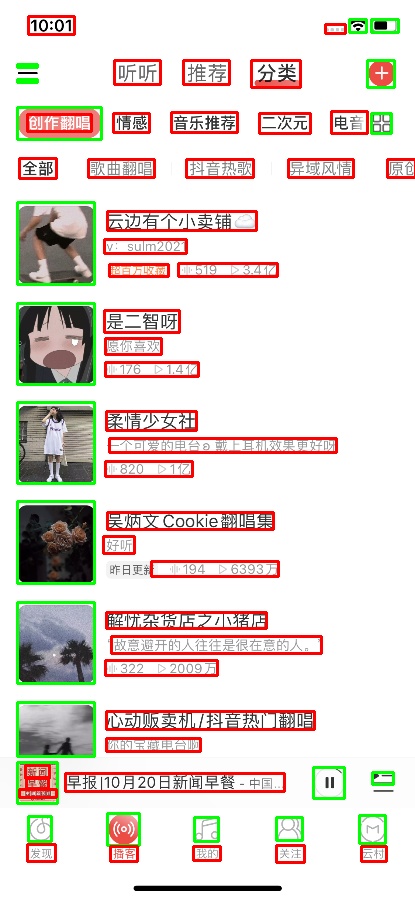 10:01
听听 推荐 分类
创作翻唱 情感 音乐推荐 二次元 电音
全部 歌曲翻唱 抖音热歌 异域风情 原创
云边有个小卖铺
v: sulm2021
超百万收藏 519 3.4亿
是二智呀
愿你喜欢
176 1.4亿
柔情少女社
一个可爱的电台ʚ 戴上耳机效果更好呀
820 1亿
吴炳文Cookie翻唱集
好听
昨日更新 194 6393万
解忧杂货店之小猪店
“故意避开的人往往是很在意的人。
322 2009万
心动贩卖机/抖音热门翻唱
你的宝藏电台啊
新闻
早餐
早报|10月20日新闻早餐 - 中国...
发现 播客 我的 关注 云村